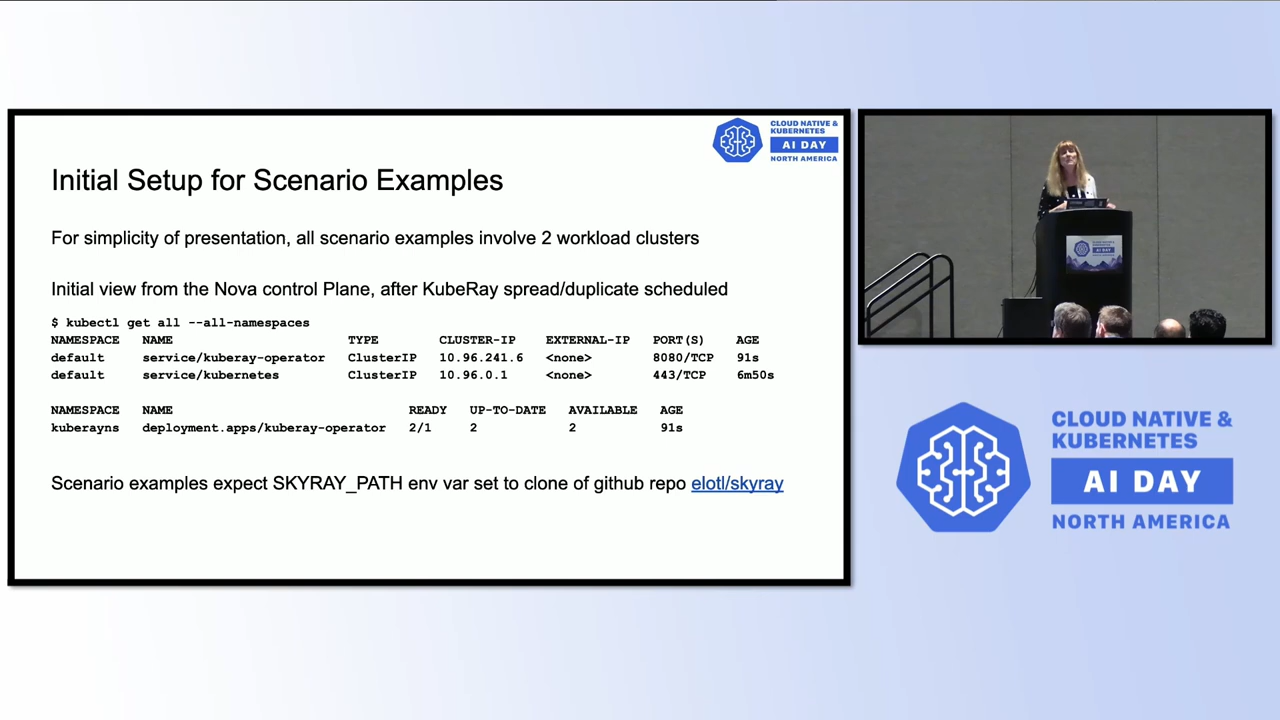 CLOUD NATIVE &
KUBERNETES
AI DAY
NORTH AMERICA
Initial Setup for Scenario Examples
For simplicity of presentation, all scenario examples involve 2 workload clusters
Initial view from the Nova control Plane, after KubeRay spread/duplicate scheduled
$ kubectl get all --all-namespaces
NAMESPACE NAME TYPE CLUSTER-IP EXTERNAL-IP PORT(S) AGE
default service/kuberay-operator ClusterIP 10.96.241.6 <none> 8080/TCP 91s
default service/kubernetes ClusterIP 10.96.0.1 <none> 443/TCP 6m50s
NAMESPACE NAME READY UP-TO-DATE AVAILABLE AGE
kuberayns deployment.apps/kuberay-operator 2/1 2 2 91s
Scenario examples expect SKYRAY_PATH env var set to clone of github repo elotl/skyray
CLOUD NATIVE &
KUBERNETES
AI DAY
NORTH AMERICA